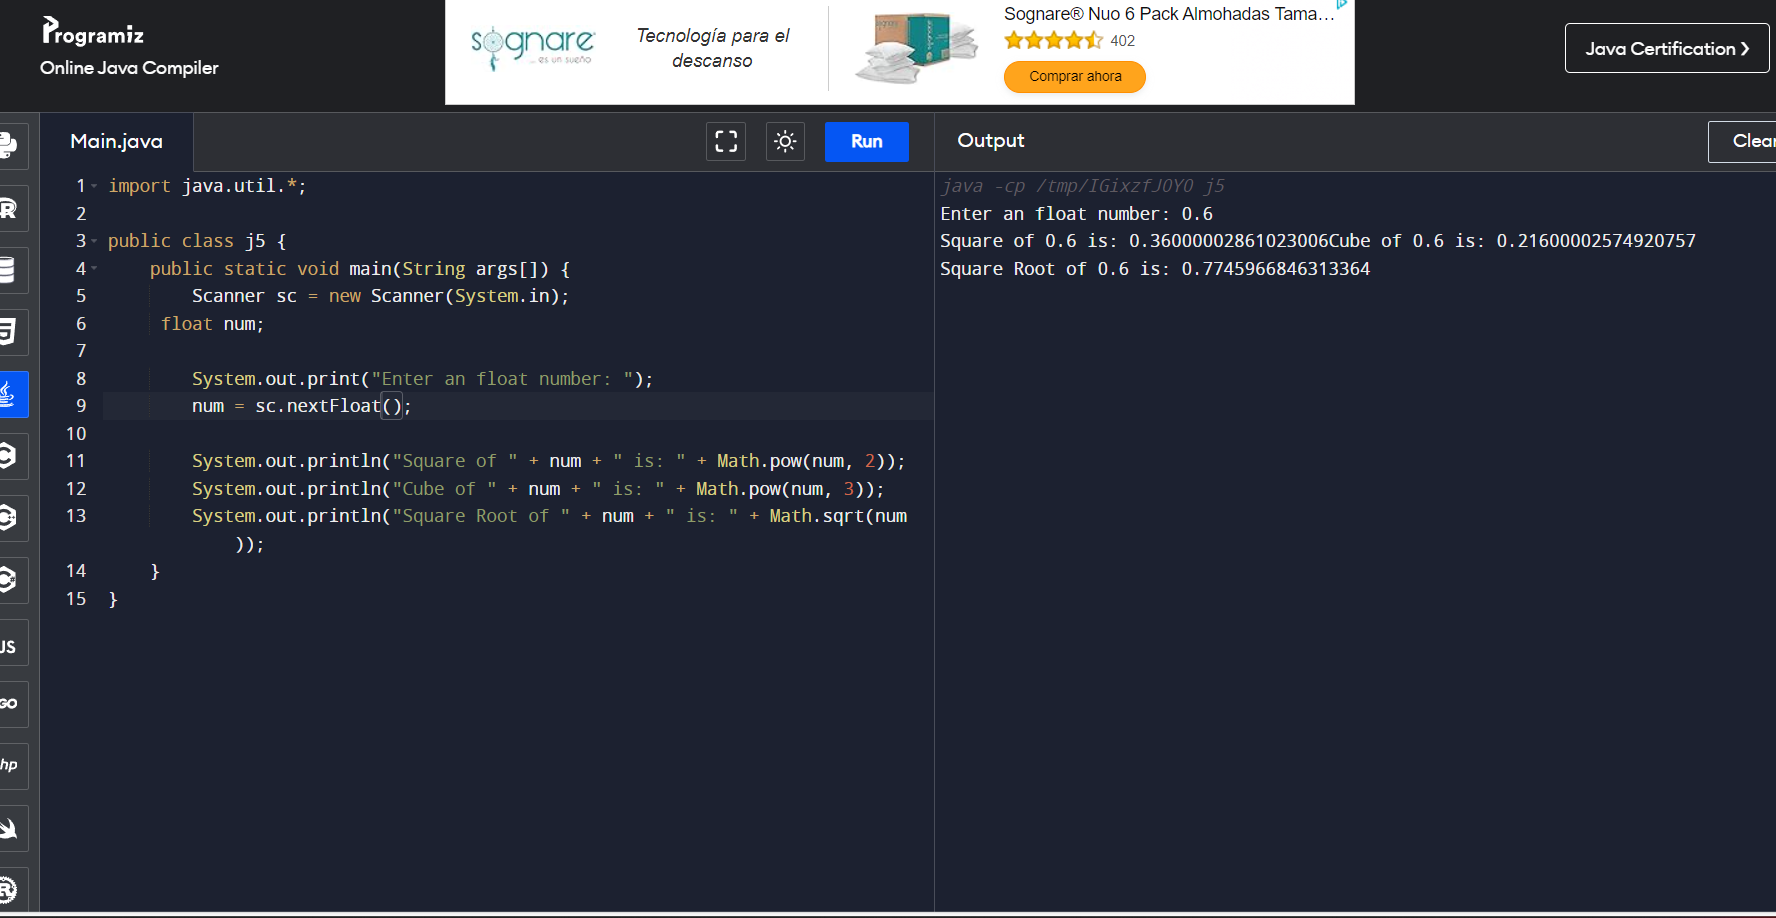 Programiz
Online Java Compiler
sognare
... es un sueño
Tecnología para el
descanso
Sognare® Nuo 6 Pack Almohadas Tama...
402
Comprar ahora
Java Certification
Main.java
Run
Output
Clear
1 import java.util.*;
2
3 public class j5 {
4     public static void main(String args[]) {
5         Scanner sc = new Scanner(System.in);
6      float num;
7
8         System.out.print("Enter an float number: ");
9         num = sc.nextFloat();
10
11         System.out.println("Square of " + num + " is: " + Math.pow(num, 2));
12         System.out.println("Cube of " + num + " is: " + Math.pow(num, 3));
13         System.out.println("Square Root of " + num + " is: " + Math.sqrt(num
));
14     }
15 }
java -cp /tmp/IGixzfJOYO j5
Enter an float number: 0.6
Square of 0.6 is: 0.36000002861023006Cube of 0.6 is: 0.21600002574920757
Square Root of 0.6 is: 0.7745966846313364
R
JS
GO
hp